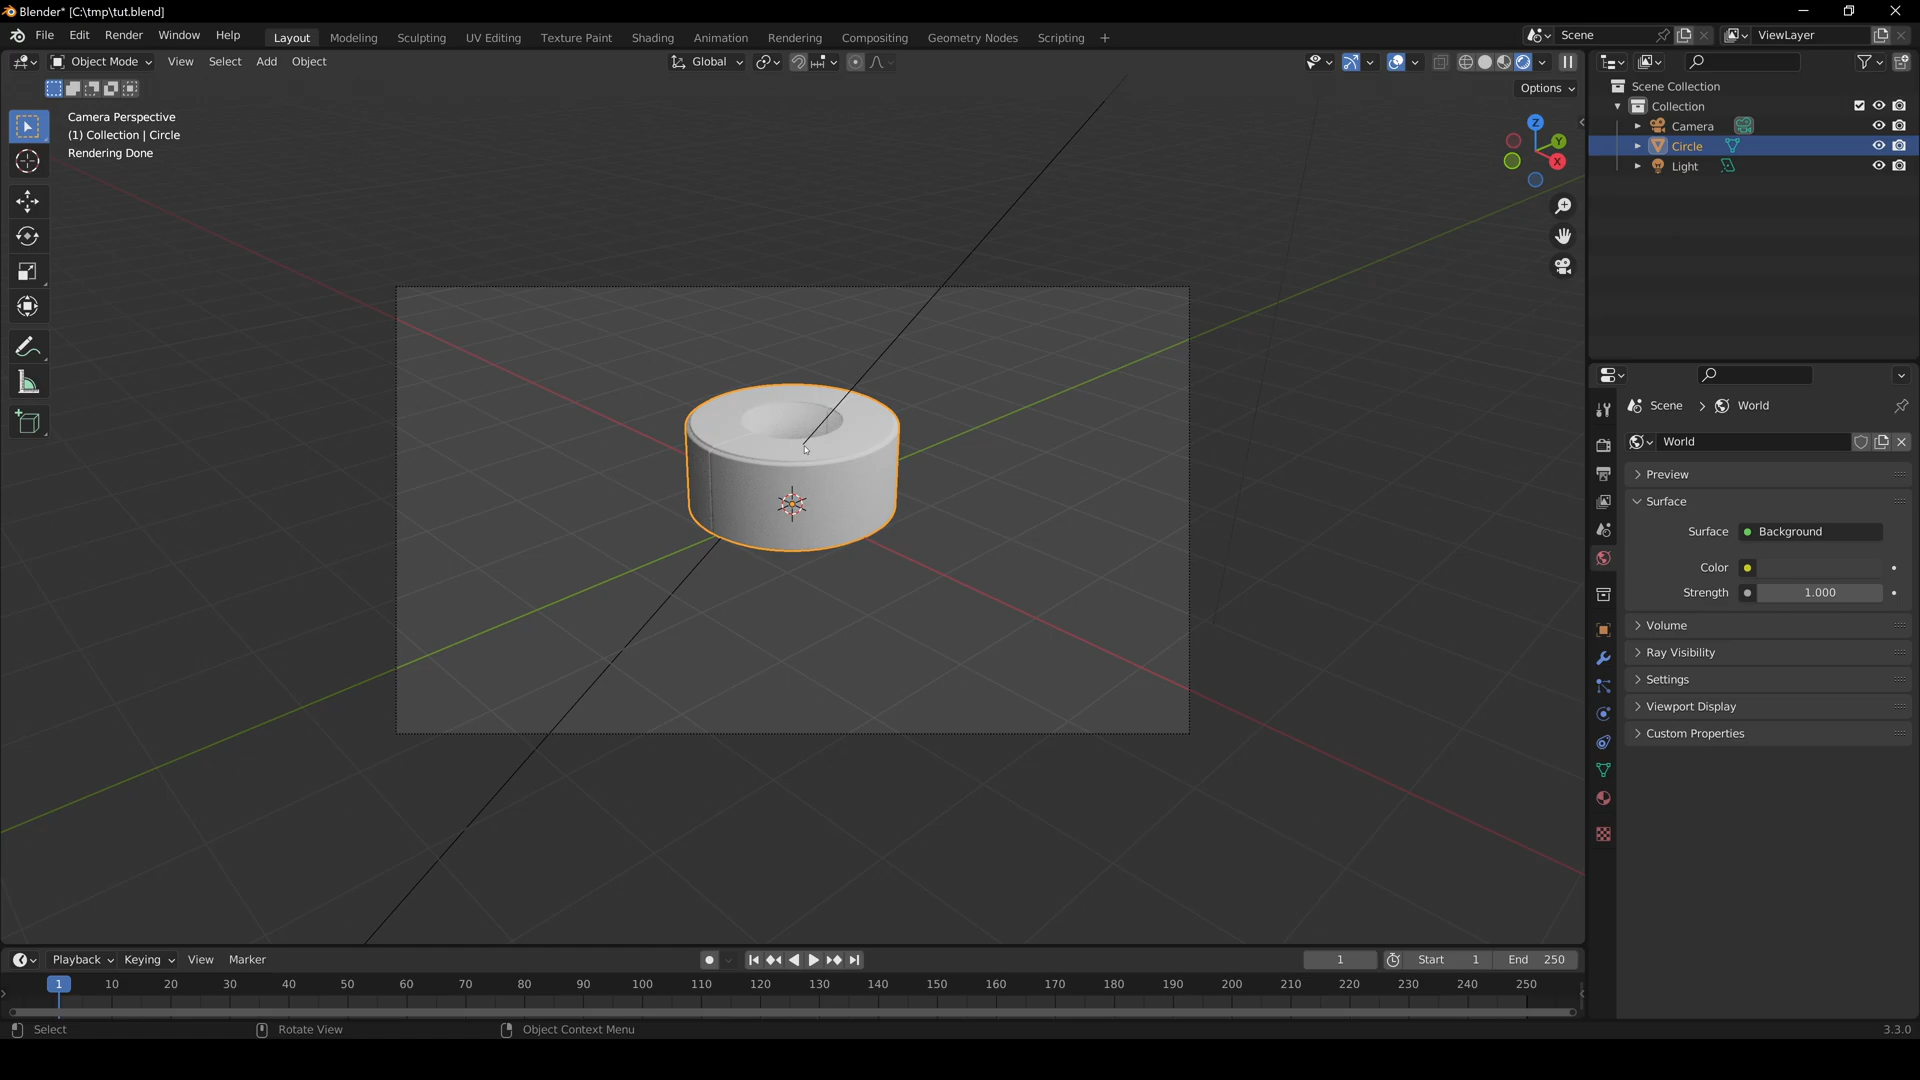 Blender* [C:\tmp\tut.blend]
File Edit Render Window Help
Layout Modeling Sculpting UV Editing Texture Paint Shading Animation Rendering Compositing Geometry Nodes Scripting +
Scene
ViewLayer
Object Mode View Select Add Object
Global
Options
Camera Perspective
(1) Collection | Circle
Rendering Done
Z
Y
X
Scene Collection
Collection
Camera
Circle
Light
Scene > World
World
Preview
Surface
Surface Background
Color
Strength 1.000
Volume
Ray Visibility
Settings
Viewport Display
Custom Properties
Playback Keying View Marker
1 Start 1 End 250
1 10 20 30 40 50 60 70 80 90 100 110 120 130 140 150 160 170 180 190 200 210 220 230 240 250
Select Rotate View Object Context Menu 3.3.0